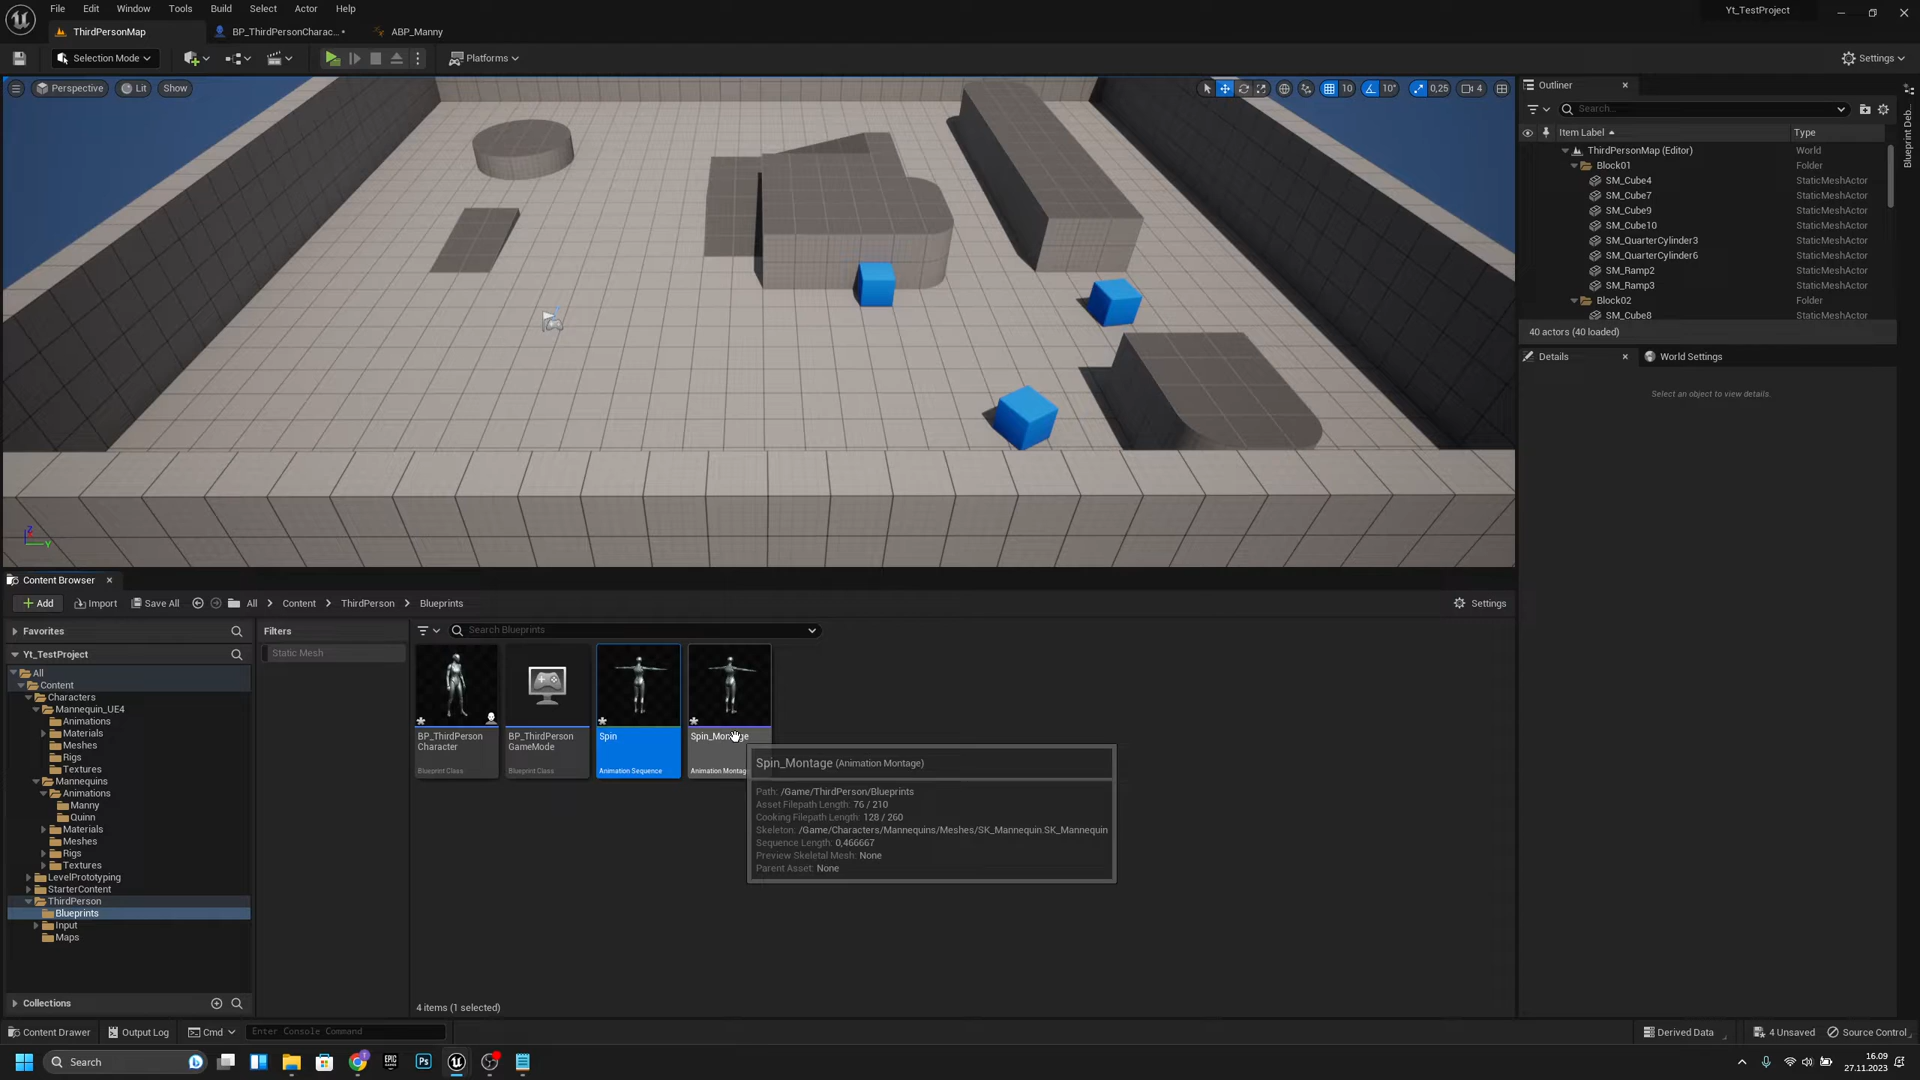 File Edit Window Tools Build Select Actor Help
Yt_TestProject
ThirdPersonMap
BP_ThirdPersonCharac...•
ABP_Manny
Selection Mode
Platforms
Settings
Perspective
Lit
Show
10
10°
0,25
4
Outliner
Search...
Item Label
Type
ThirdPersonMap (Editor) World
Block01 Folder
SM_Cube4 StaticMeshActor
SM_Cube7 StaticMeshActor
SM_Cube9 StaticMeshActor
SM_Cube10 StaticMeshActor
SM_QuarterCylinder3 StaticMeshActor
SM_QuarterCylinder6 StaticMeshActor
SM_Ramp2 StaticMeshActor
SM_Ramp3 StaticMeshActor
Block02 Folder
SM_Cube8 StaticMeshActor
40 actors (40 loaded)
Blueprint Deb...
Details
World Settings
Select an object to view details.
Z
Y
Content Browser
Add
Import
Save All
All
Content
ThirdPerson
Blueprints
Settings
Favorites
Yt_TestProject
All
Content
Characters
Mannequin_UE4
Animations
Materials
Meshes
Rigs
Textures
Mannequins
Animations
Manny
Quinn
Materials
Meshes
Rigs
Textures
LevelPrototyping
StarterContent
ThirdPerson
Blueprints
Input
Maps
Collections
Filters
Static Mesh
Search Blueprints
BP_ThirdPerson
Character
Blueprint Class
BP_ThirdPerson
GameMode
Blueprint Class
Spin
Animation Sequence
Spin_Montage
Animation Montag
Spin_Montage (Animation Montage)
Path: /Game/ThirdPerson/Blueprints
Asset Filepath Length: 76 / 210
Cooking Filepath Length: 128 / 260
Skeleton: /Game/Characters/Mannequins/Meshes/SK_Mannequin.SK_Mannequin
Sequence Length: 0,466667
Preview Skeletal Mesh: None
Parent Asset: None
4 items (1 selected)
Content Drawer
Output Log
Cmd
Enter Console Command
Derived Data
4 Unsaved
Source Control
Search
EPIC
Ps
16.09
27.11.2023